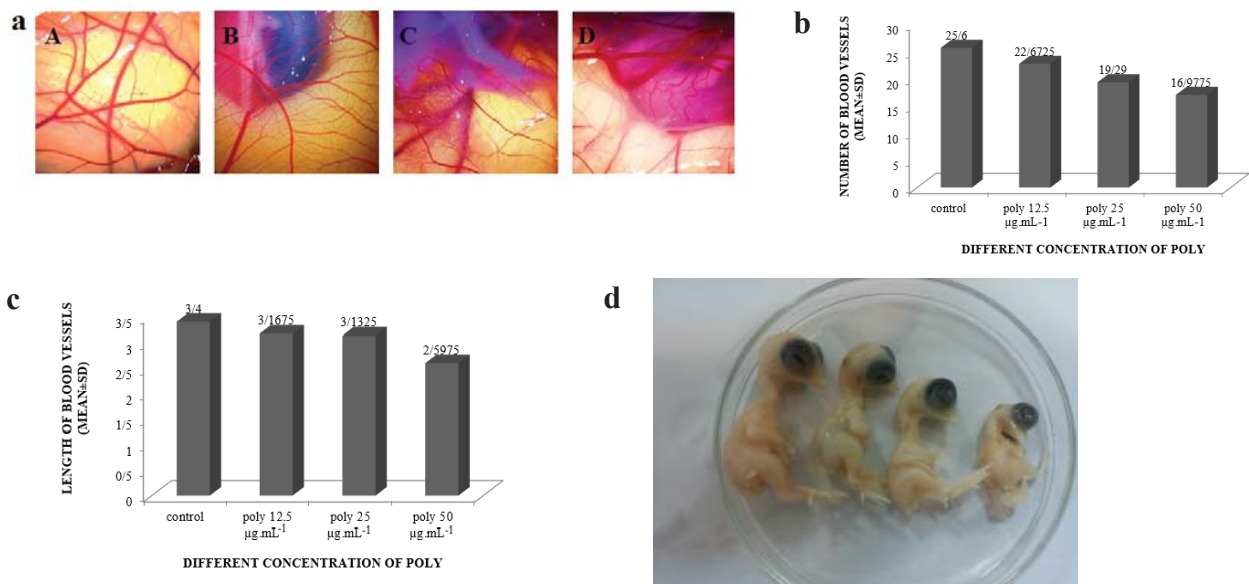 a
A B C D
b
NUMBER OF BLOOD VESSELS
(MEAN±SD)
30
25
20
15
10
5
0
25/6
22/6725
19/29
16/9775
control
poly 12.5
µg.mL-1
poly 25
µg.mL-1
poly 50
µg.mL-1
DIFFERENT CONCENTRATION OF POLY
c
LENGTH OF BLOOD VESSELS
(MEAN±SD)
3/5
3
2/5
2
1/5
1
0/5
0
3/4
3/1675
3/1325
2/5975
control
poly 12.5
µg.mL-1
poly 25
µg.mL-1
poly 50
µg.mL-1
DIFFERENT CONCENTRATION OF POLY
d